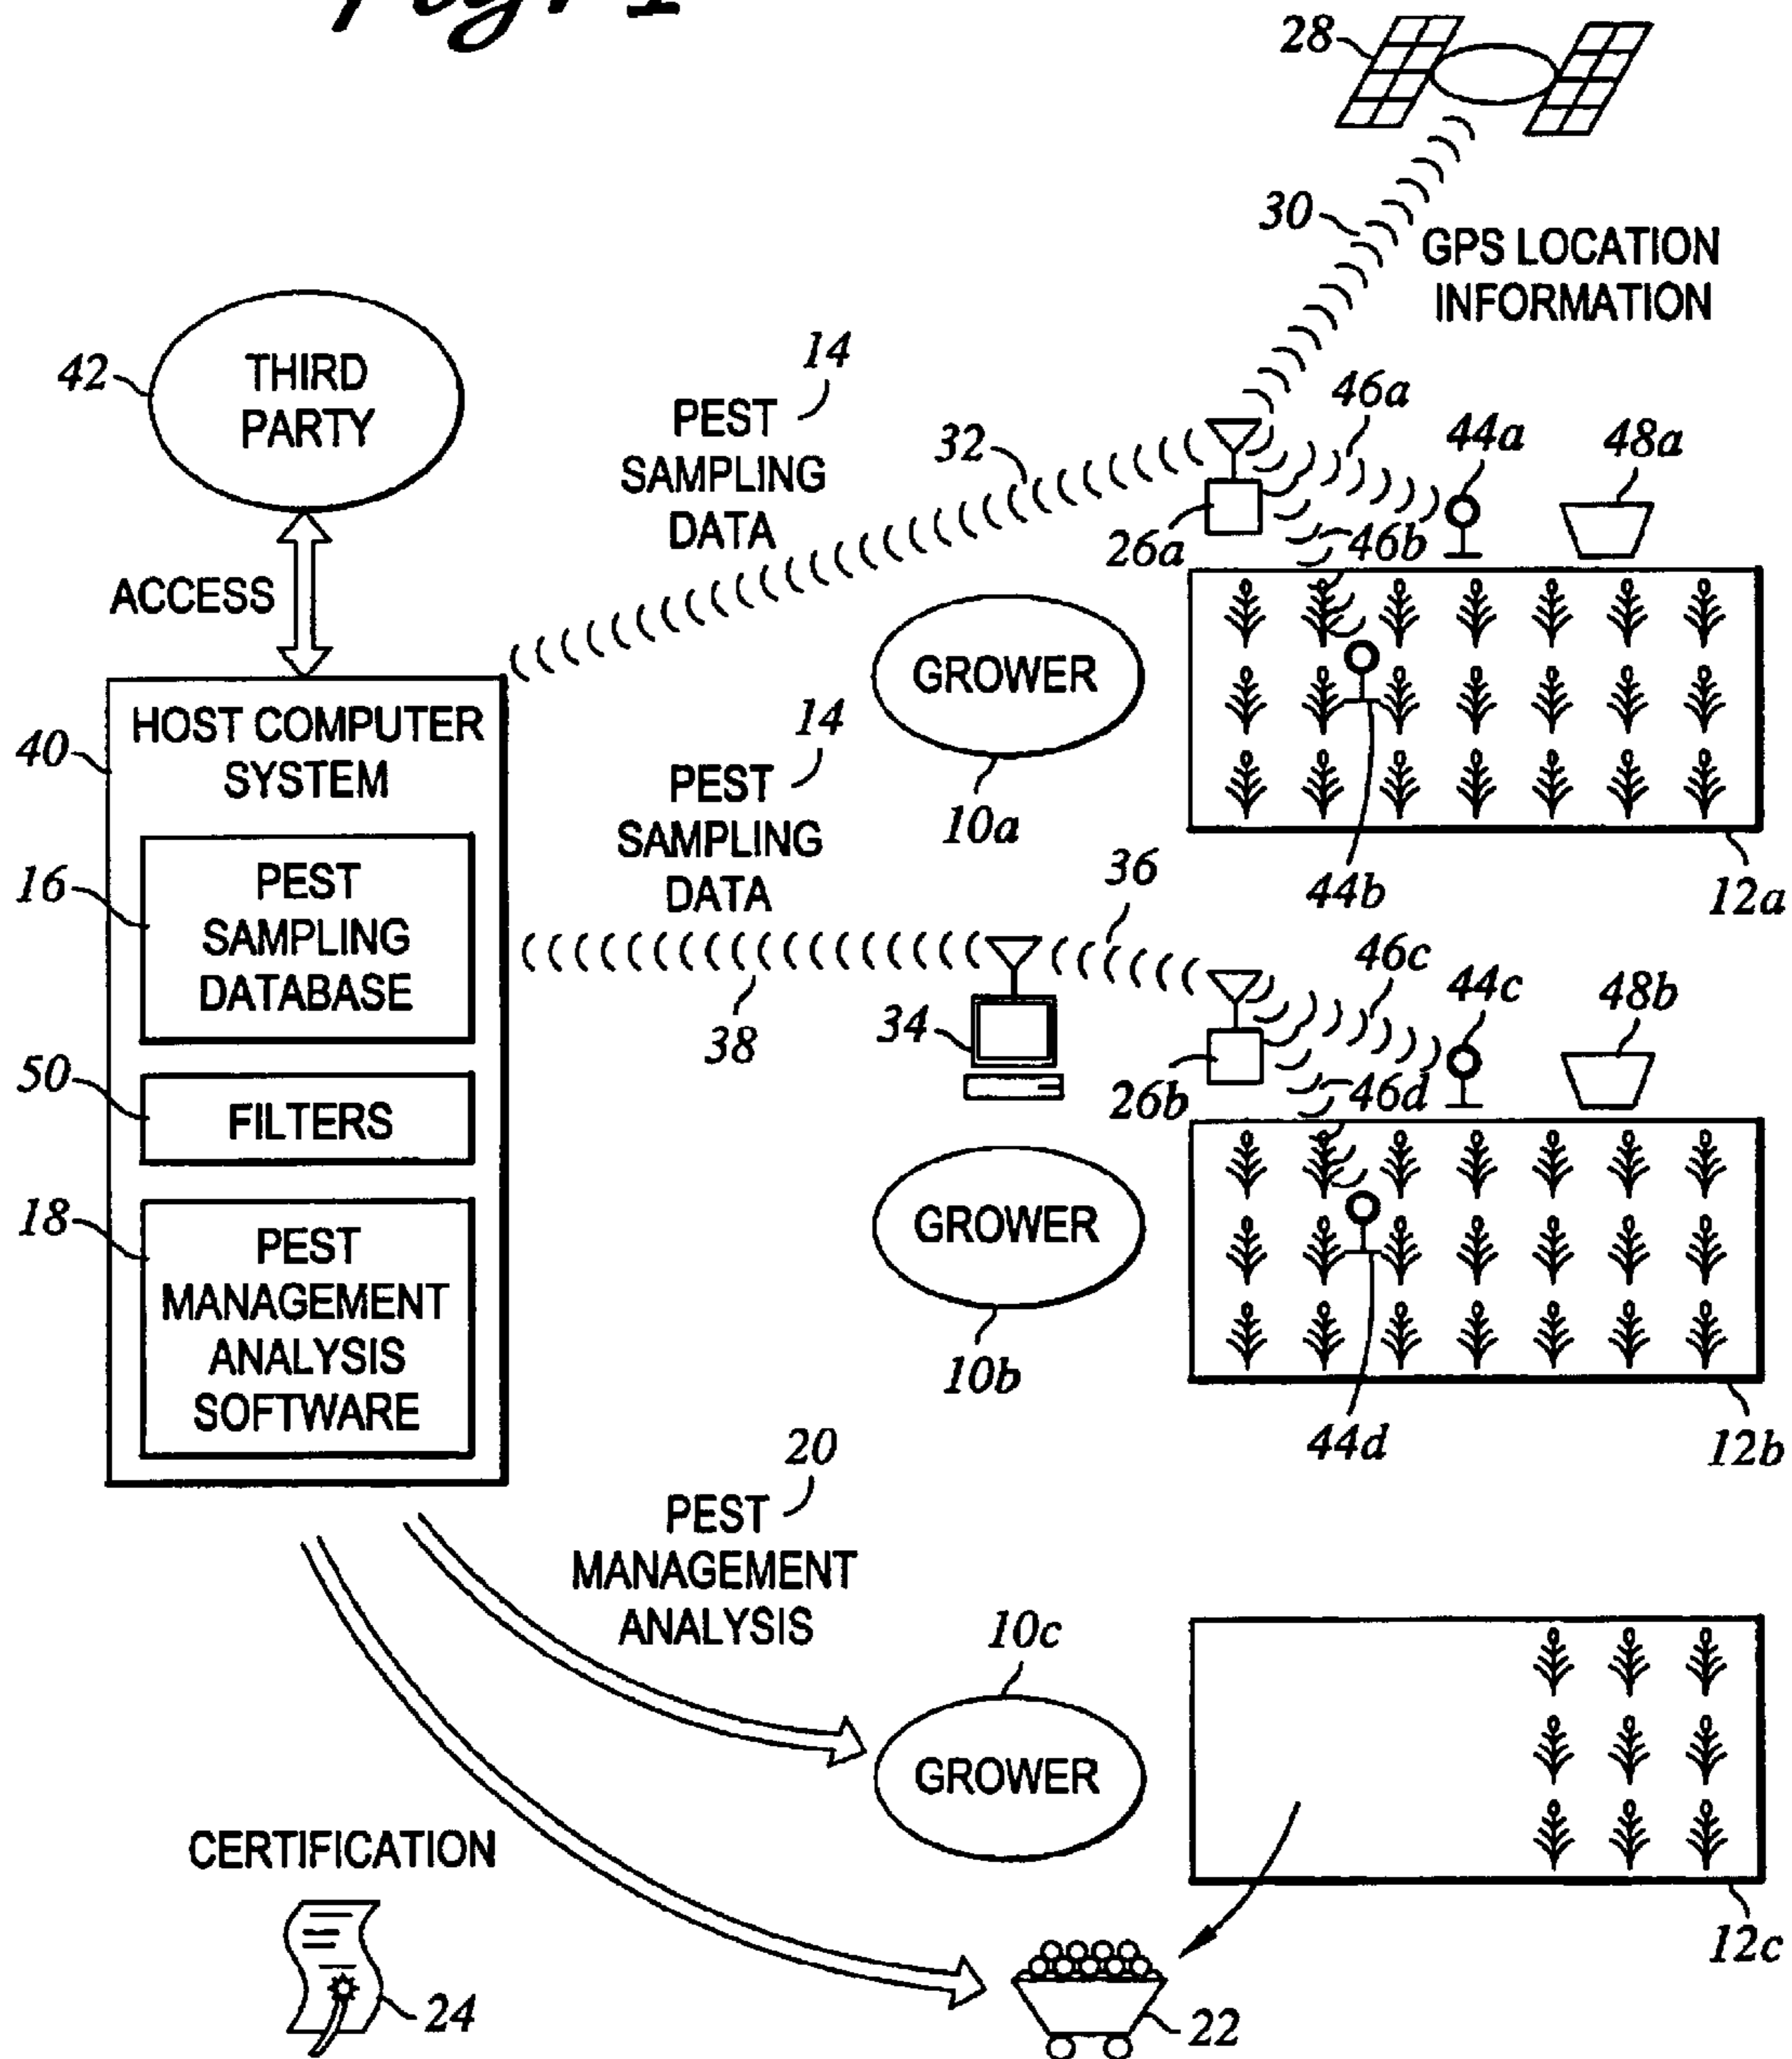 Fig. 1
28
30
GPS LOCATION
INFORMATION
42
THIRD
PARTY
ACCESS
14
PEST
SAMPLING
DATA
32
46a
44a
48a
26a
46b
GROWER
10a
44b
12a
40
HOST COMPUTER
SYSTEM
16
PEST
SAMPLING
DATABASE
50
FILTERS
18
PEST
MANAGEMENT
ANALYSIS
SOFTWARE
14
PEST
SAMPLING
DATA
36
38
34
46c
44c
48b
26b
46d
GROWER
10b
44d
12b
20
PEST
MANAGEMENT
ANALYSIS
10c
GROWER
12c
CERTIFICATION
24
22